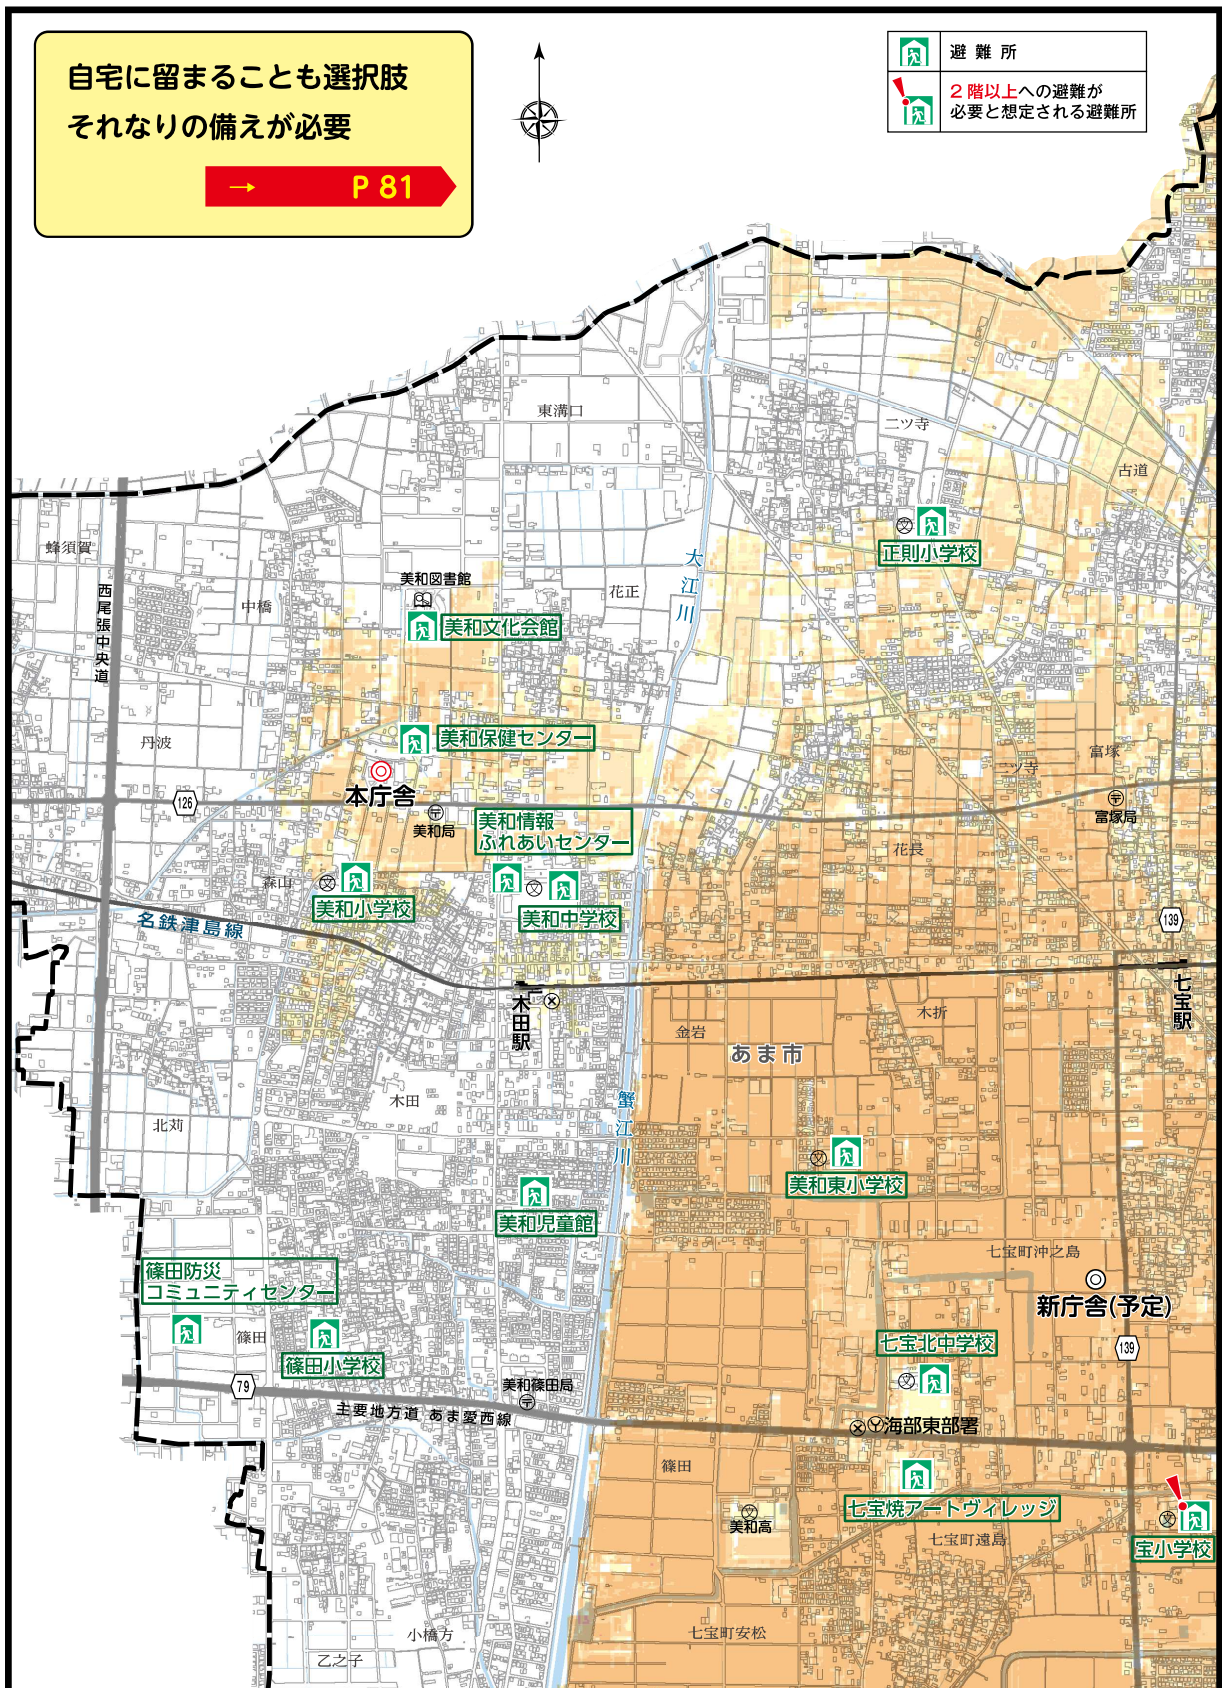 自宅に留まることも選択肢
それなりの備えが必要
→ P 81
避難所
2階以上への避難が
必要と想定される避難所
東溝口
二ツ寺
古道
正則小学校
蜂須賀
西尾張中央道
中橋
美和図書館
美和文化会館
花正
大江川
丹波
美和保健センター
本庁舎
126
美和局
美和情報
ふれあいセンター
二ツ寺
富塚
富塚局
花長
森山
美和小学校
美和中学校
139
名鉄津島線
木田駅
七宝駅
金岩
木折
あま市
木田
北苅
蟹江川
美和東小学校
美和児童館
七宝町沖之島
新庁舎(予定)
篠田防災
コミュニティセンター
篠田
篠田小学校
七宝北中学校
139
79
美和篠田局
主要地方道 あま愛西線
海部東部署
篠田
美和高
七宝焼アートヴィレッジ
七宝町遠島
宝小学校
七宝町安松
小橋方
乙之子